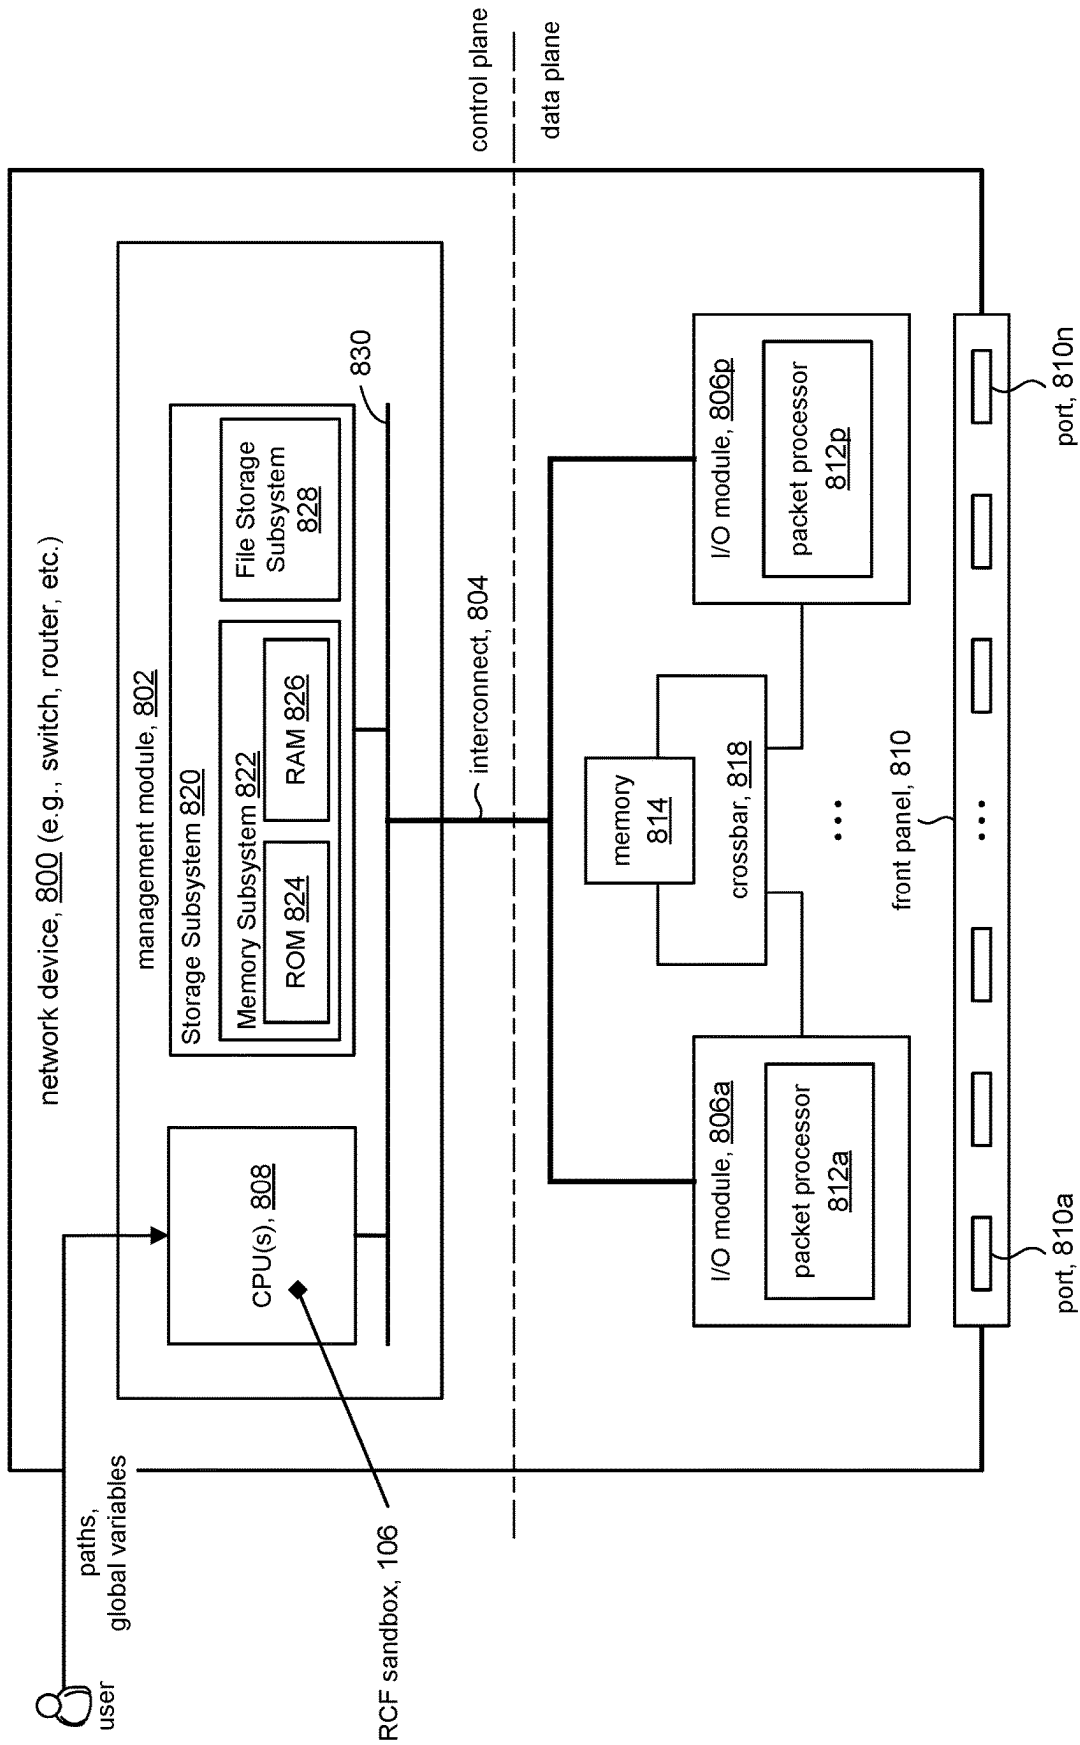 network device, 800 (e.g., switch, router, etc.)
user
paths,
global variables
management module, 802
CPU(s), 808
Storage Subsystem 820
Memory Subsystem 822
ROM 824
RAM 826
File Storage
Subsystem
828
830
RCF sandbox, 106
interconnect, 804
control plane
data plane
memory
814
crossbar, 818
I/O module, 806a
packet processor
812a
I/O module, 806p
packet processor
812p
...
front panel, 810
...
port, 810a
port, 810n